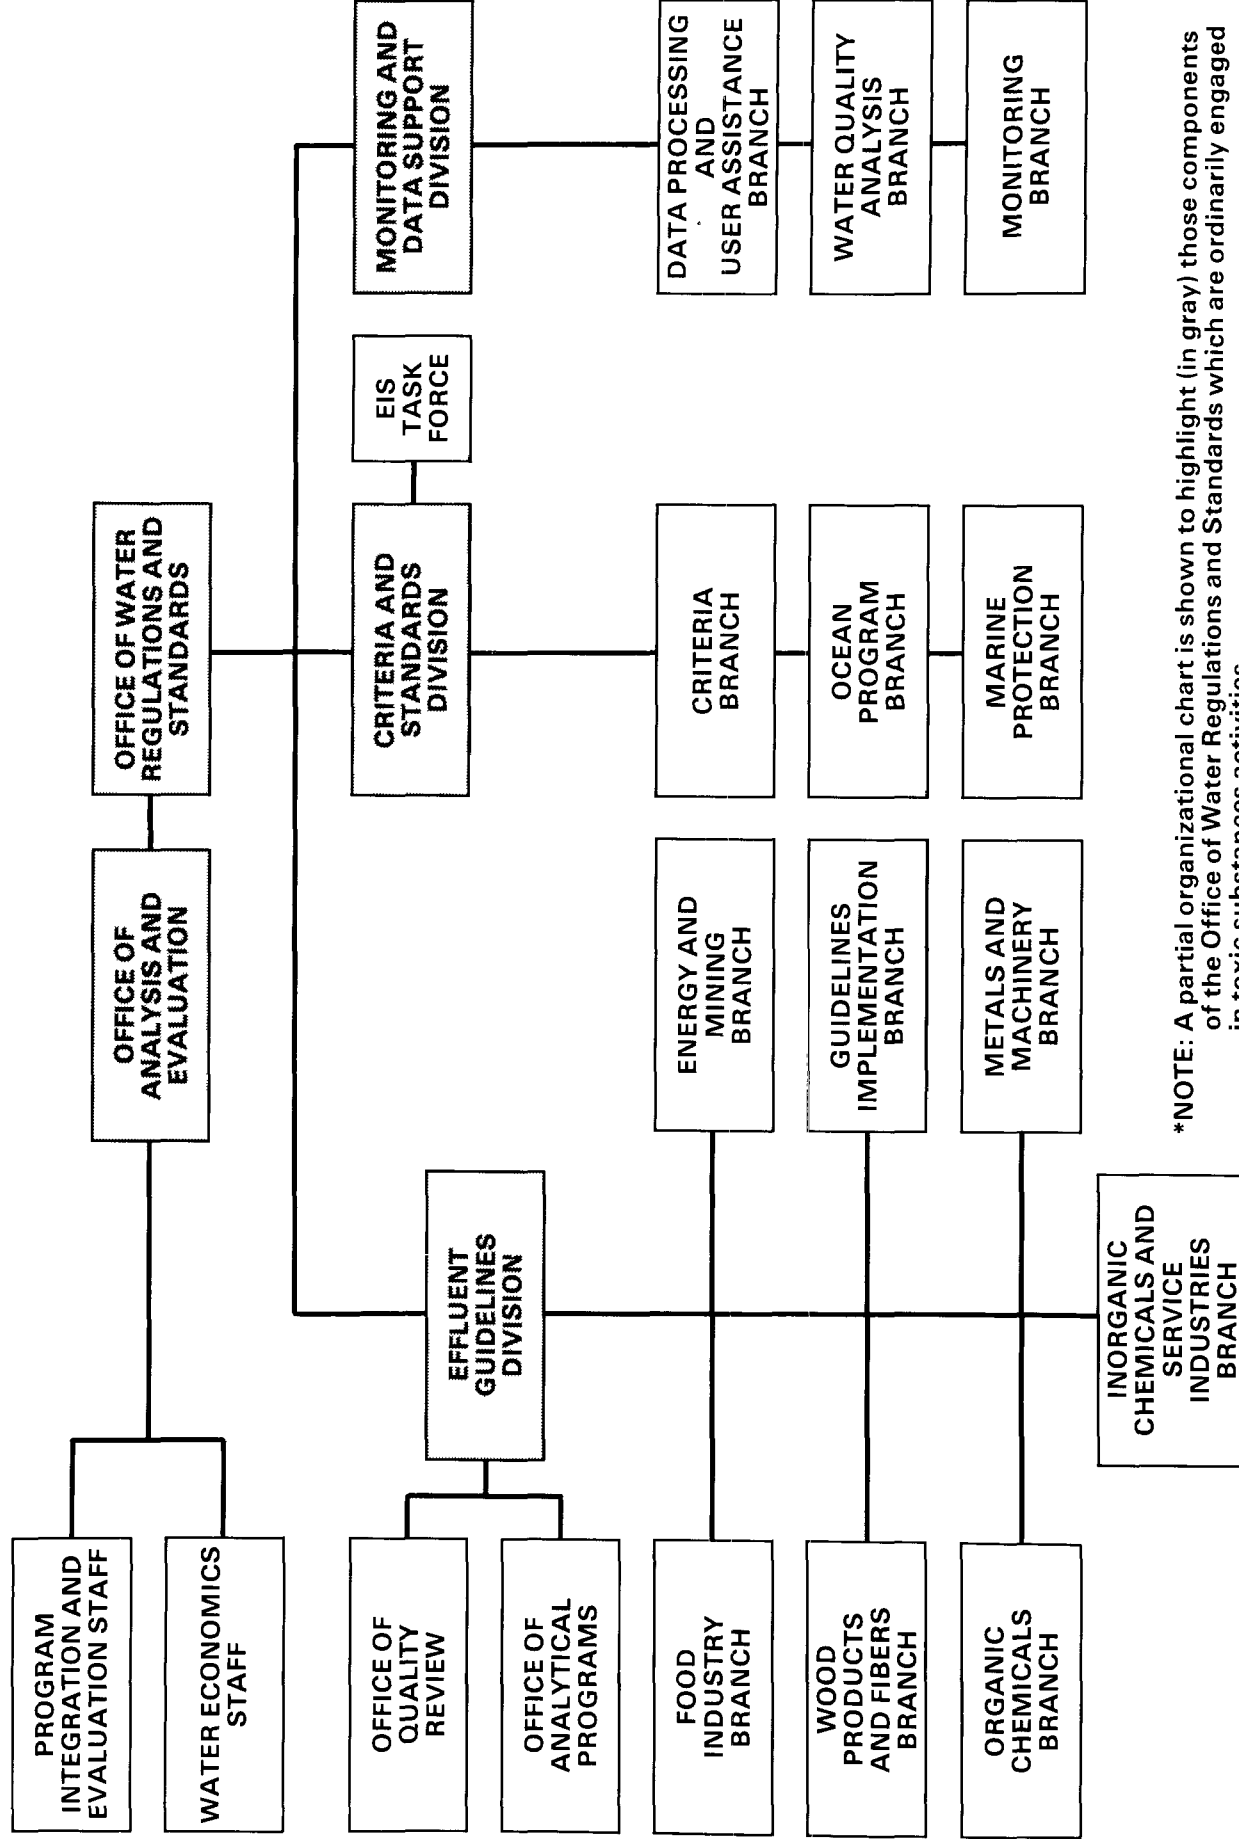 OFFICE OF WATER
REGULATIONS AND
STANDARDS
OFFICE OF
ANALYSIS AND
EVALUATION
PROGRAM
INTEGRATION AND
EVALUATION STAFF
WATER ECONOMICS
STAFF
EFFLUENT
GUIDELINES
DIVISION
CRITERIA AND
STANDARDS
DIVISION
EIS
TASK
FORCE
MONITORING AND
DATA SUPPORT
DIVISION
OFFICE OF
QUALITY
REVIEW
OFFICE OF
ANALYTICAL
PROGRAMS
FOOD
INDUSTRY
BRANCH
ENERGY AND
MINING
BRANCH
CRITERIA
BRANCH
DATA PROCESSING
AND
USER ASSISTANCE
BRANCH
WOOD
PRODUCTS
AND FIBERS
BRANCH
GUIDELINES
IMPLEMENTATION
BRANCH
OCEAN
PROGRAM
BRANCH
WATER QUALITY
ANALYSIS
BRANCH
ORGANIC
CHEMICALS
BRANCH
METALS AND
MACHINERY
BRANCH
MARINE
PROTECTION
BRANCH
MONITORING
BRANCH
INORGANIC
CHEMICALS AND
SERVICE
INDUSTRIES
BRANCH
*NOTE: A partial organizational chart is shown to highlight (in gray) those components
of the Office of Water Regulations and Standards which are ordinarily engaged
in toxic substances activities